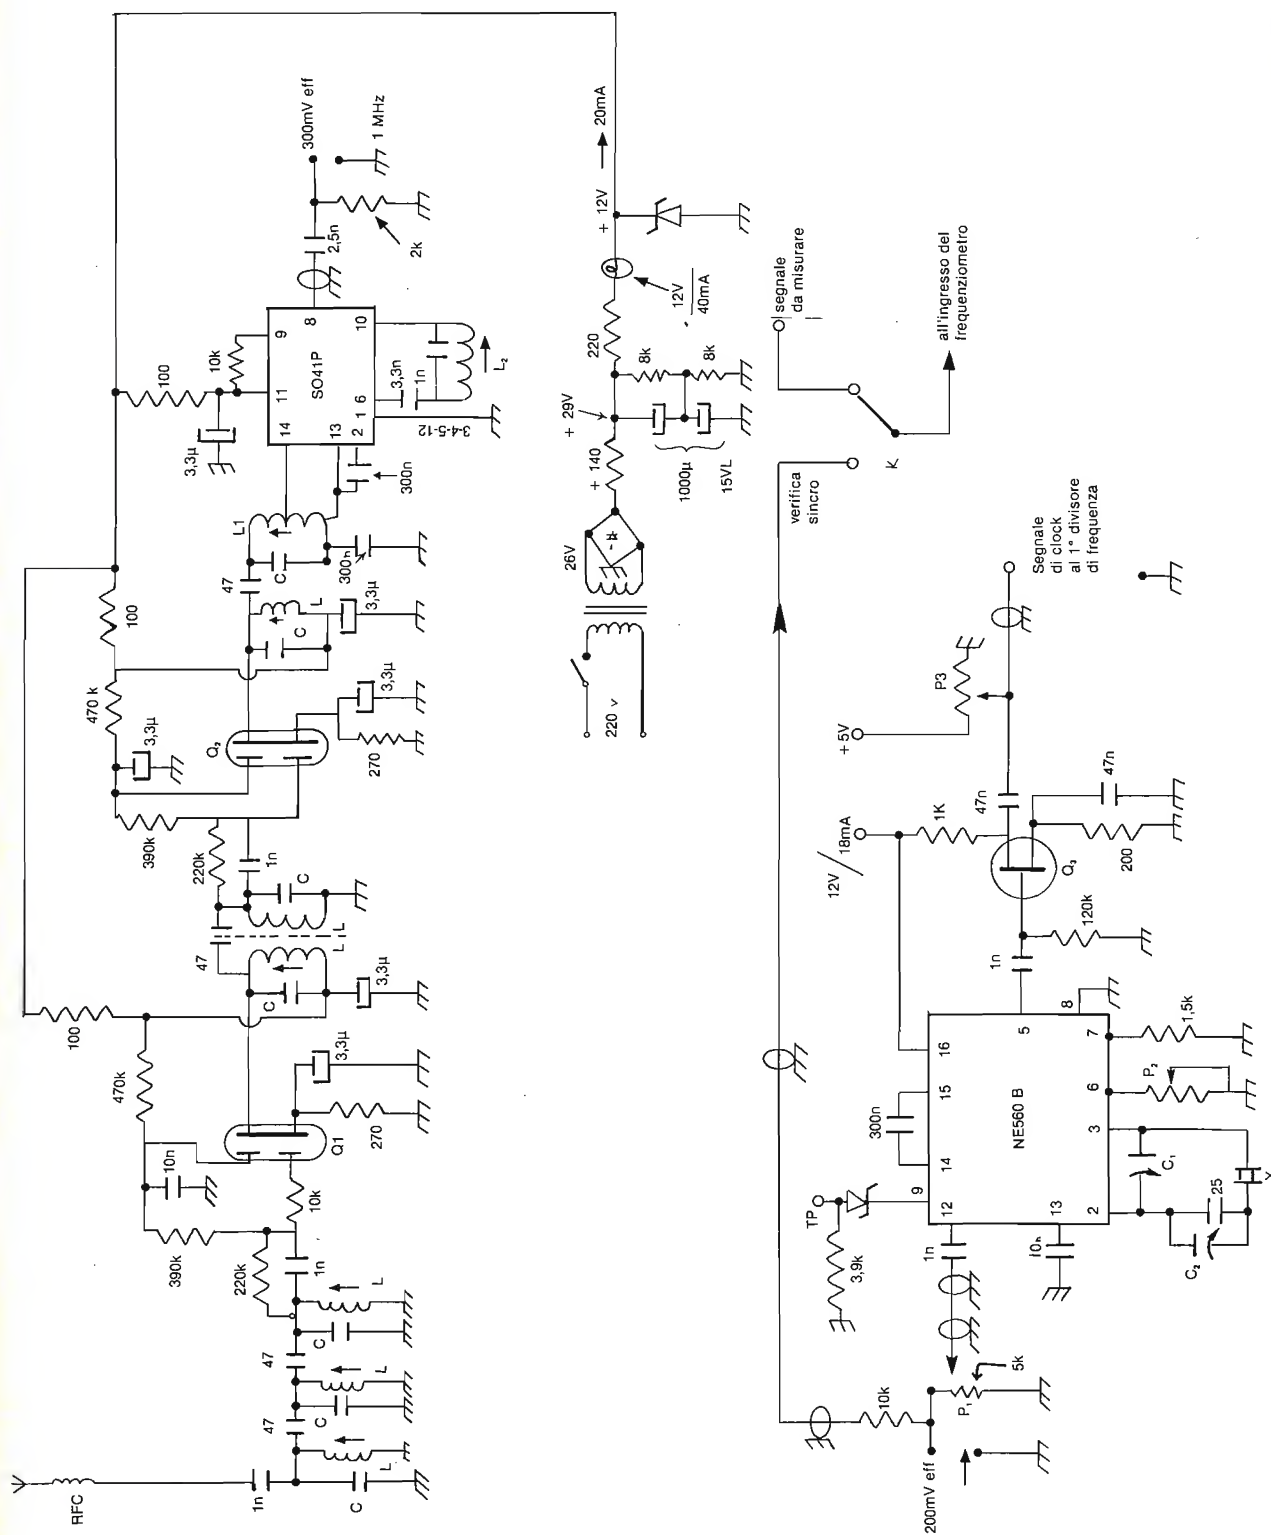 RFC
1n
C
L
47
C
L
47
C
L
1n
220k
390k
10n
10k
Q1
270
3,3µ
470k
100
C
3,3µ
47
L
L
C
1n
220k
390k
3,3µ
Q2
270
3,3µ
470 k
100
C
L
3,3µ
47
C
L1
300n
300n
3,3µ
100
10k
14
11
9
SO41P
8
13
2
1
6
10
3-4-5-12
3,3n
1n
L2
2,5n
2k
300mV eff
1 MHz
220 v
26V
+ 140
+ 29V
1000µ
15VL
8k
8k
220
12V
40mA
+ 12V
20mA
segnale
da misurare
verifica
sincro
K
all'ingresso del
frequenziometro
200mV eff
10k
P1
5k
1n
TP
3,9k
9
12
14
15
16
300n
NE560 B
13
10n
2
3
6
7
5
8
C2
25
C1
P2
1,5k
1n
120k
Q3
12V
18mA
1K
47n
200
47n
+5V
P3
Segnale
di clock
al 1° divisore
di frequenza